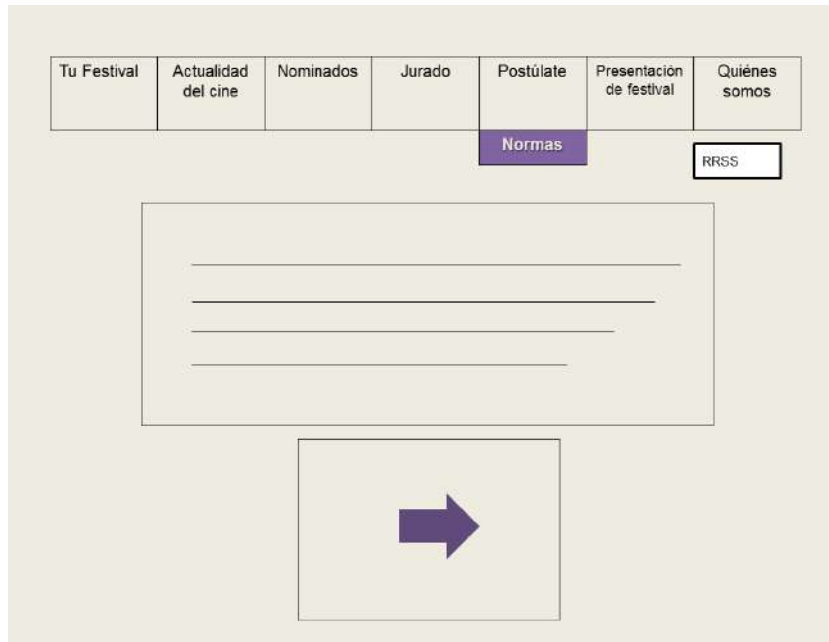 Tu Festival
Actualidad
del cine
Nominados
Jurado
Postúlate
Presentación
de festival
Quiénes
somos
Normas
RRSS